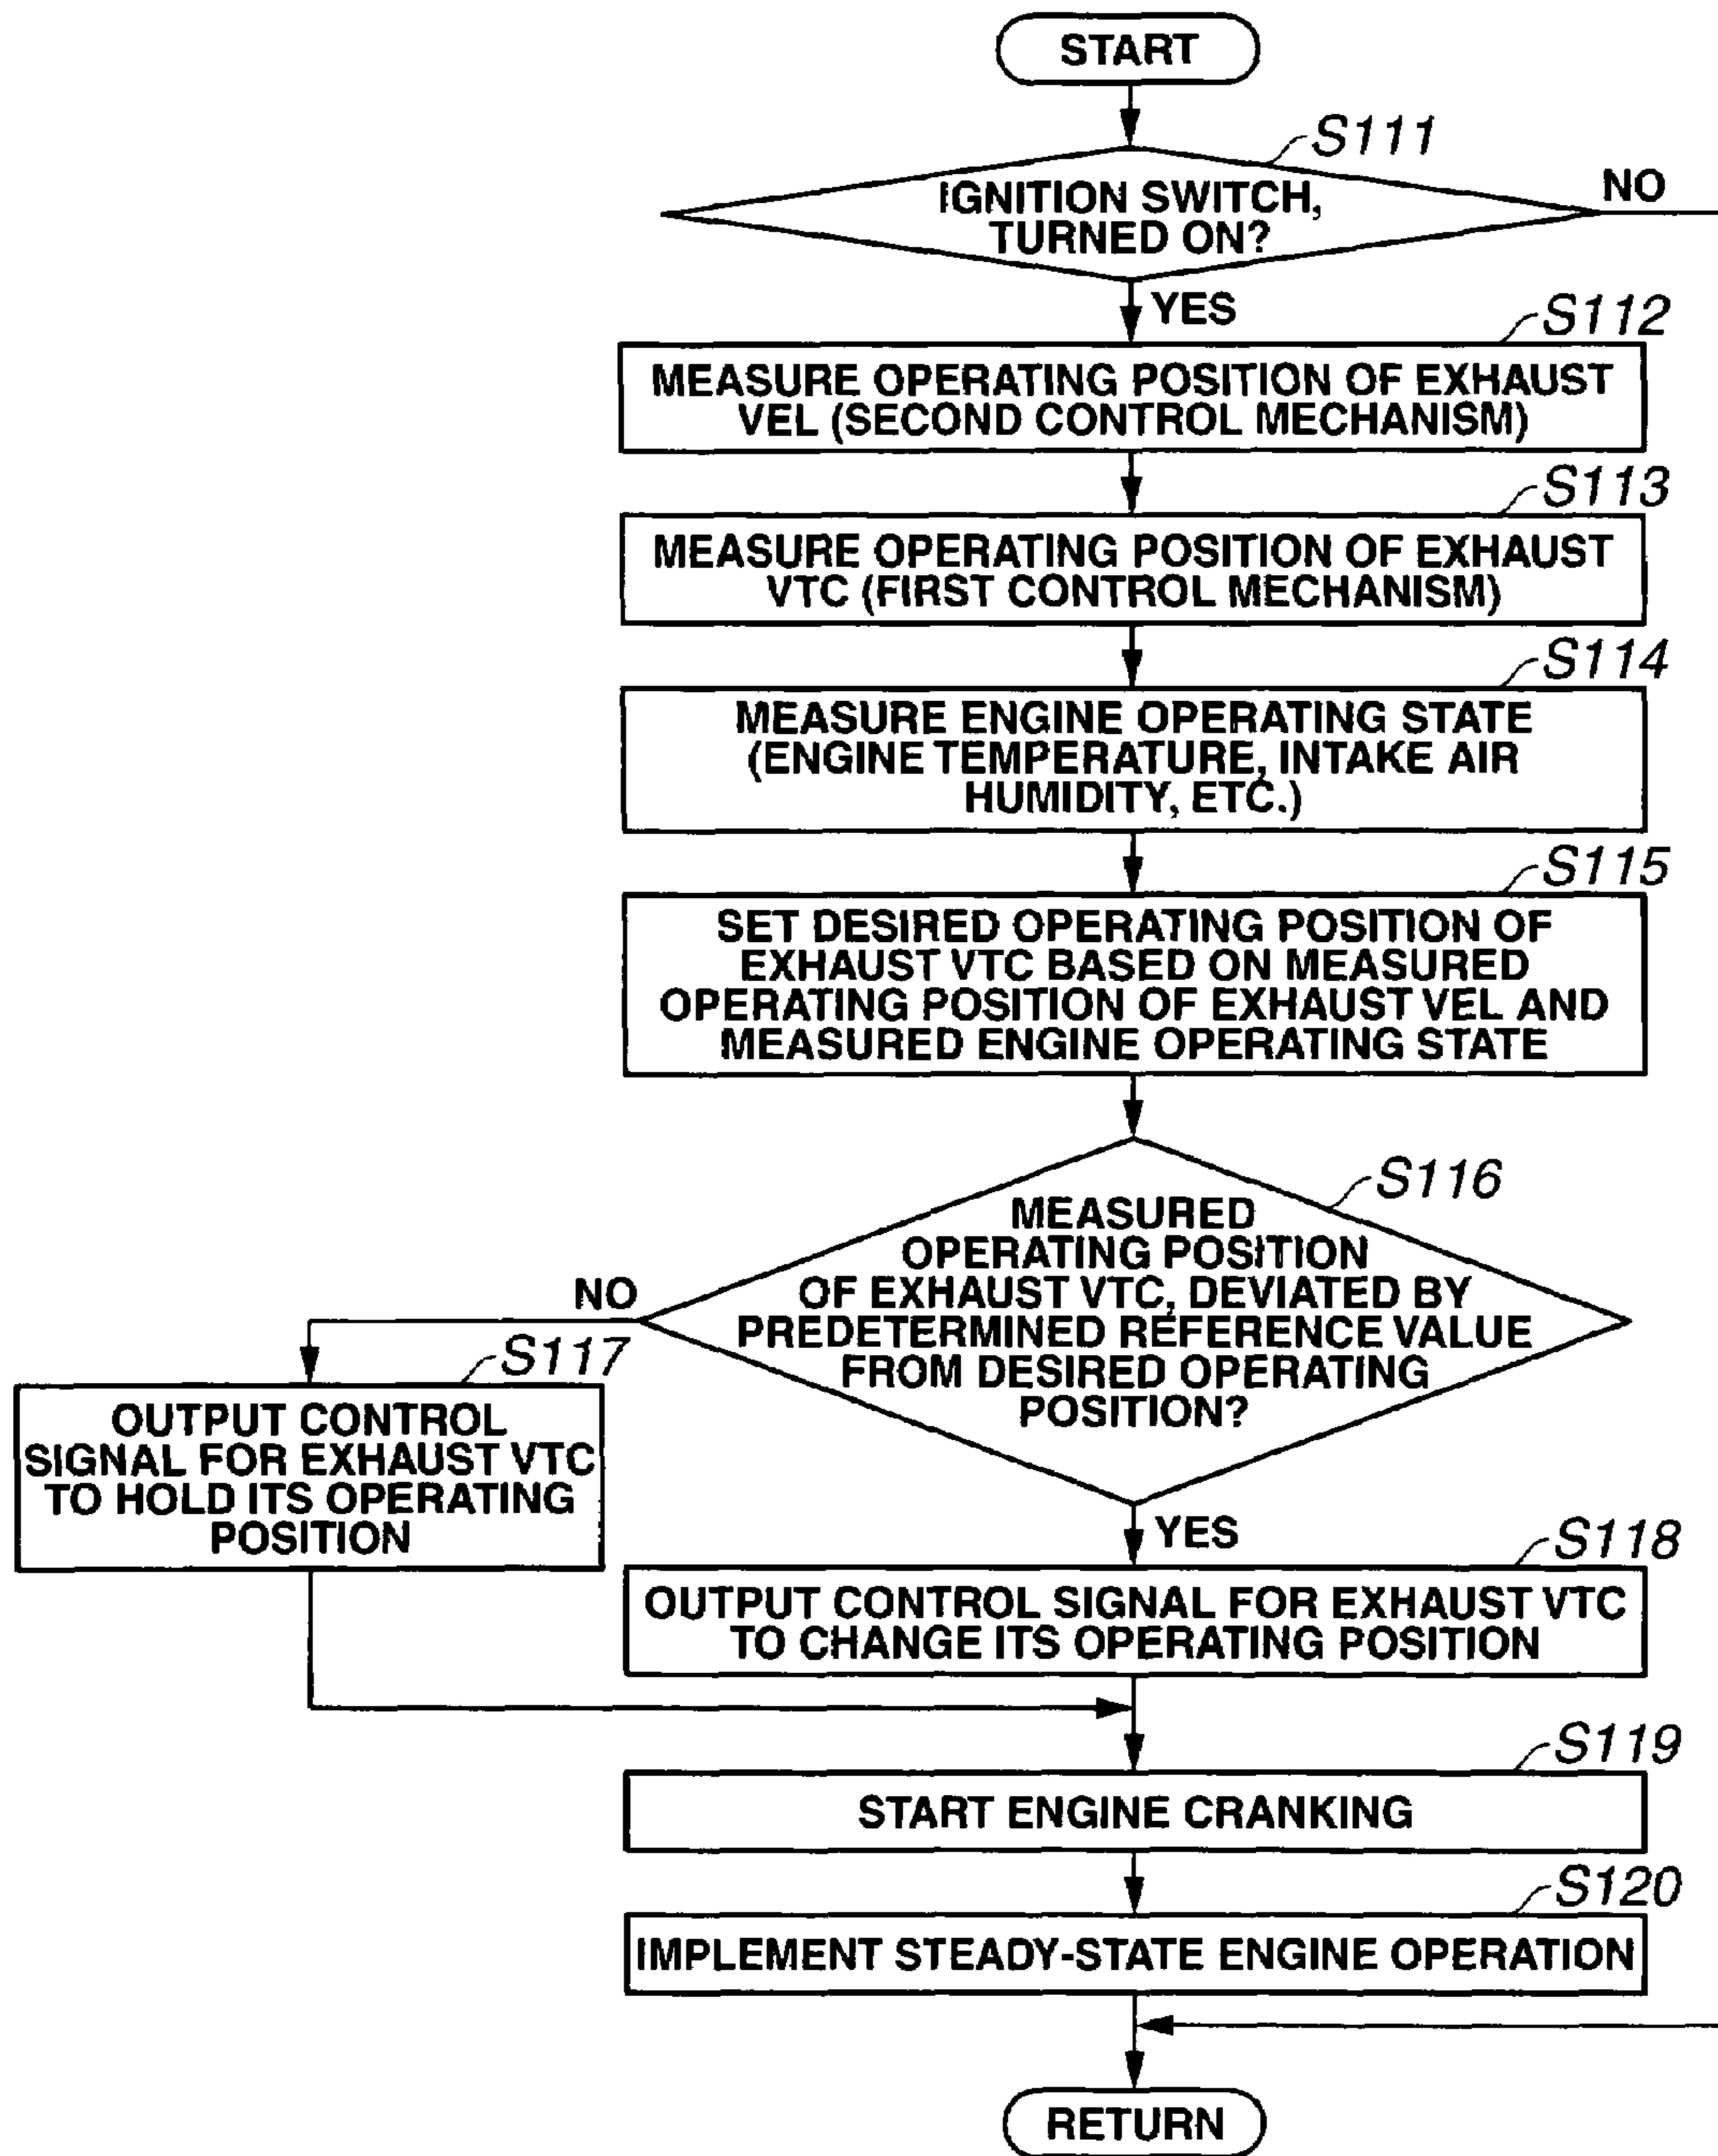 START
S111
IGNITION SWITCH,
TURNED ON?
NO
YES
S112
MEASURE OPERATING POSITION OF EXHAUST
VEL (SECOND CONTROL MECHANISM)
S113
MEASURE OPERATING POSITION OF EXHAUST
VTC (FIRST CONTROL MECHANISM)
S114
MEASURE ENGINE OPERATING STATE
(ENGINE TEMPERATURE, INTAKE AIR
HUMIDITY, ETC.)
S115
SET DESIRED OPERATING POSITION OF
EXHAUST VTC BASED ON MEASURED
OPERATING POSITION OF EXHAUST VEL AND
MEASURED ENGINE OPERATING STATE
S116
MEASURED
OPERATING POSITION
OF EXHAUST VTC, DEVIATED BY
PREDETERMINED REFERENCE VALUE
FROM DESIRED OPERATING
POSITION?
NO
S117
OUTPUT CONTROL
SIGNAL FOR EXHAUST VTC
TO HOLD ITS OPERATING
POSITION
YES
S118
OUTPUT CONTROL SIGNAL FOR EXHAUST VTC
TO CHANGE ITS OPERATING POSITION
S119
START ENGINE CRANKING
S120
IMPLEMENT STEADY-STATE ENGINE OPERATION
RETURN